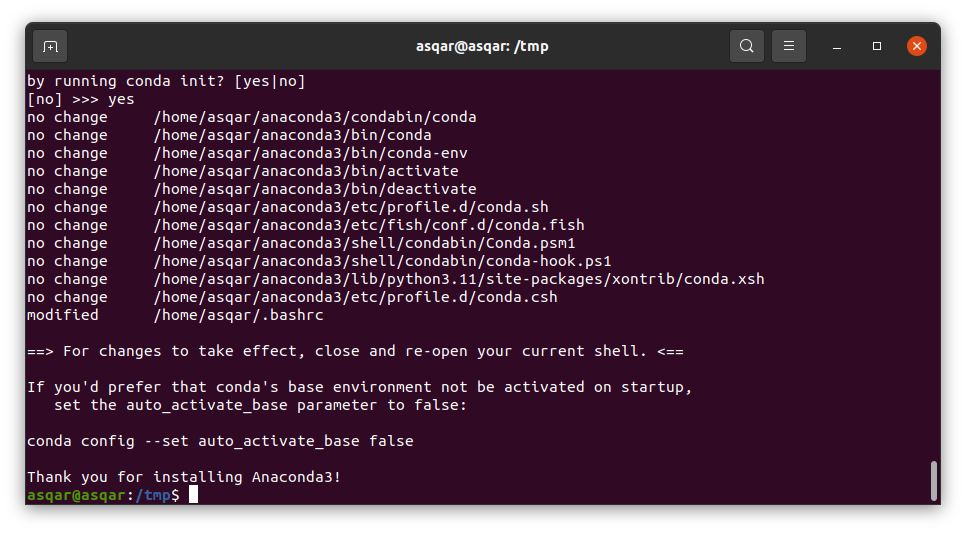 asqar@asqar: /tmp
by running conda init? [yes|no]
[no] >>> yes
no change     /home/asqar/anaconda3/condabin/conda
no change     /home/asqar/anaconda3/bin/conda
no change     /home/asqar/anaconda3/bin/conda-env
no change     /home/asqar/anaconda3/bin/activate
no change     /home/asqar/anaconda3/bin/deactivate
no change     /home/asqar/anaconda3/etc/profile.d/conda.sh
no change     /home/asqar/anaconda3/etc/fish/conf.d/conda.fish
no change     /home/asqar/anaconda3/shell/condabin/Conda.psm1
no change     /home/asqar/anaconda3/shell/condabin/conda-hook.ps1
no change     /home/asqar/anaconda3/lib/python3.11/site-packages/xontrib/conda.xsh
no change     /home/asqar/anaconda3/etc/profile.d/conda.csh
modified      /home/asqar/.bashrc
==> For changes to take effect, close and re-open your current shell. <==
If you'd prefer that conda's base environment not be activated on startup,
   set the auto_activate_base parameter to false:
conda config --set auto_activate_base false
Thank you for installing Anaconda3!
asqar@asqar:/tmp$